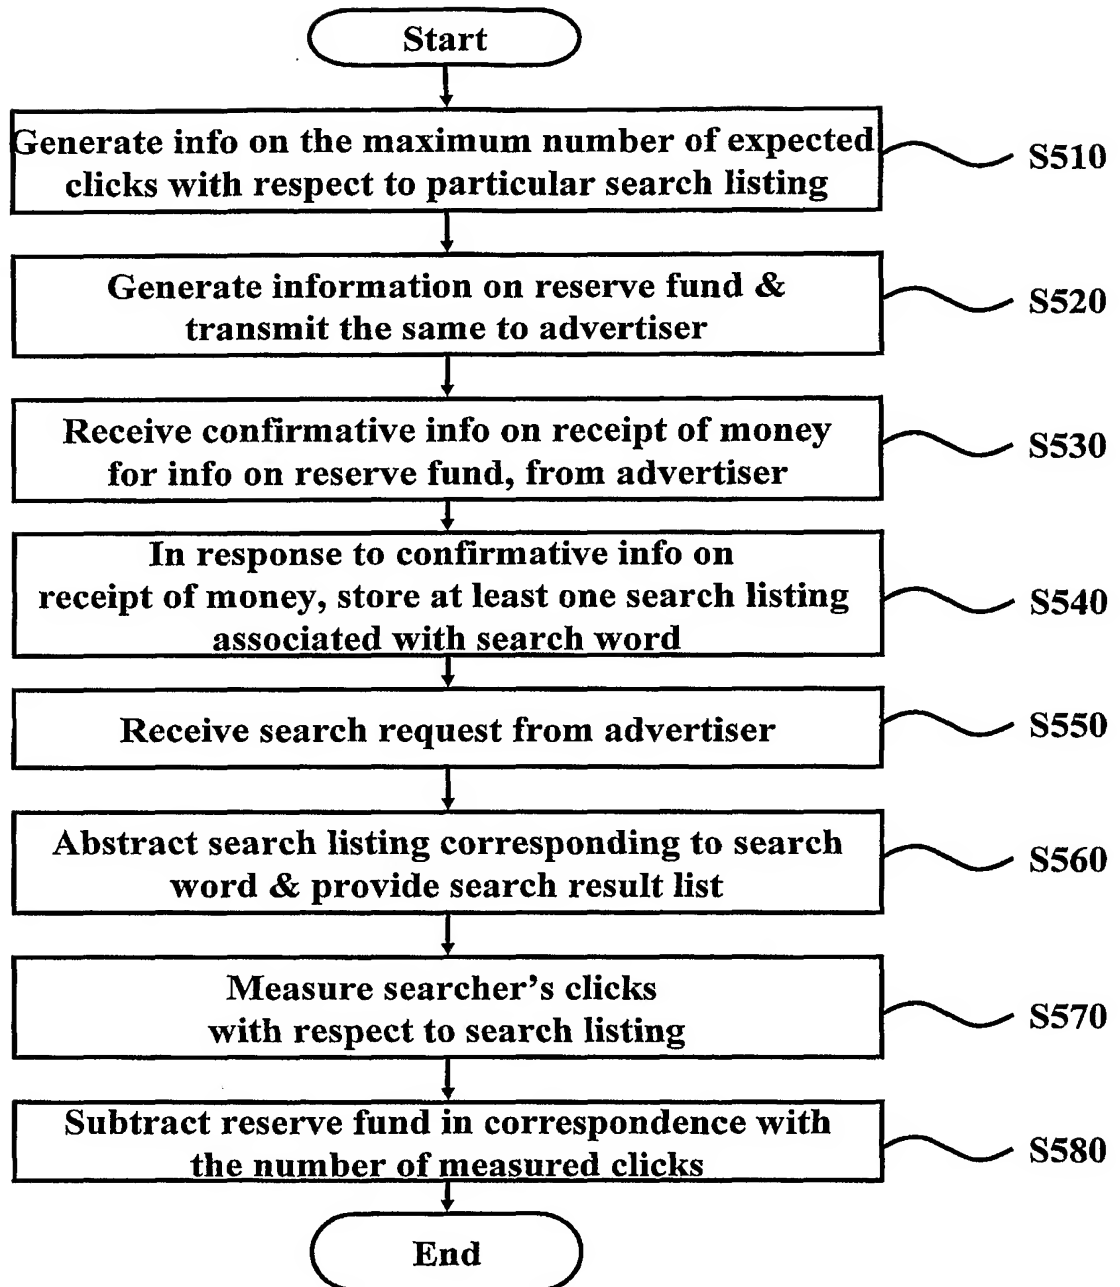 Start
Generate info on the maximum number of expected
clicks with respect to particular search listing
S510
Generate information on reserve fund &
transmit the same to advertiser
S520
Receive confirmative info on receipt of money
for info on reserve fund, from advertiser
S530
In response to confirmative info on
receipt of money, store at least one search listing
associated with search word
S540
Receive search request from advertiser
S550
Abstract search listing corresponding to search
word & provide search result list
S560
Measure searcher's clicks
with respect to search listing
S570
Subtract reserve fund in correspondence with
the number of measured clicks
S580
End